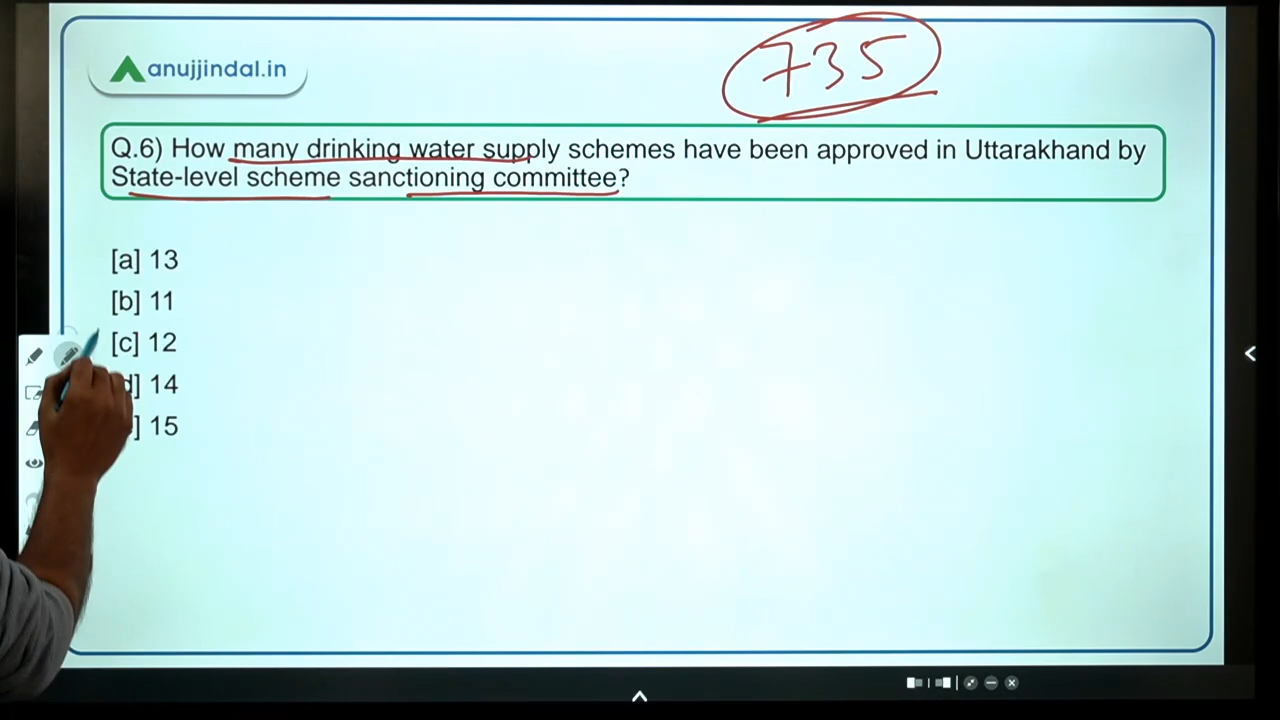 735
anujjindal.in
Q.6) How many drinking water supply schemes have been approved in Uttarakhand by
State-level scheme sanctioning committee?
[a] 13
[b] 11
[c] 12
d] 14
] 15